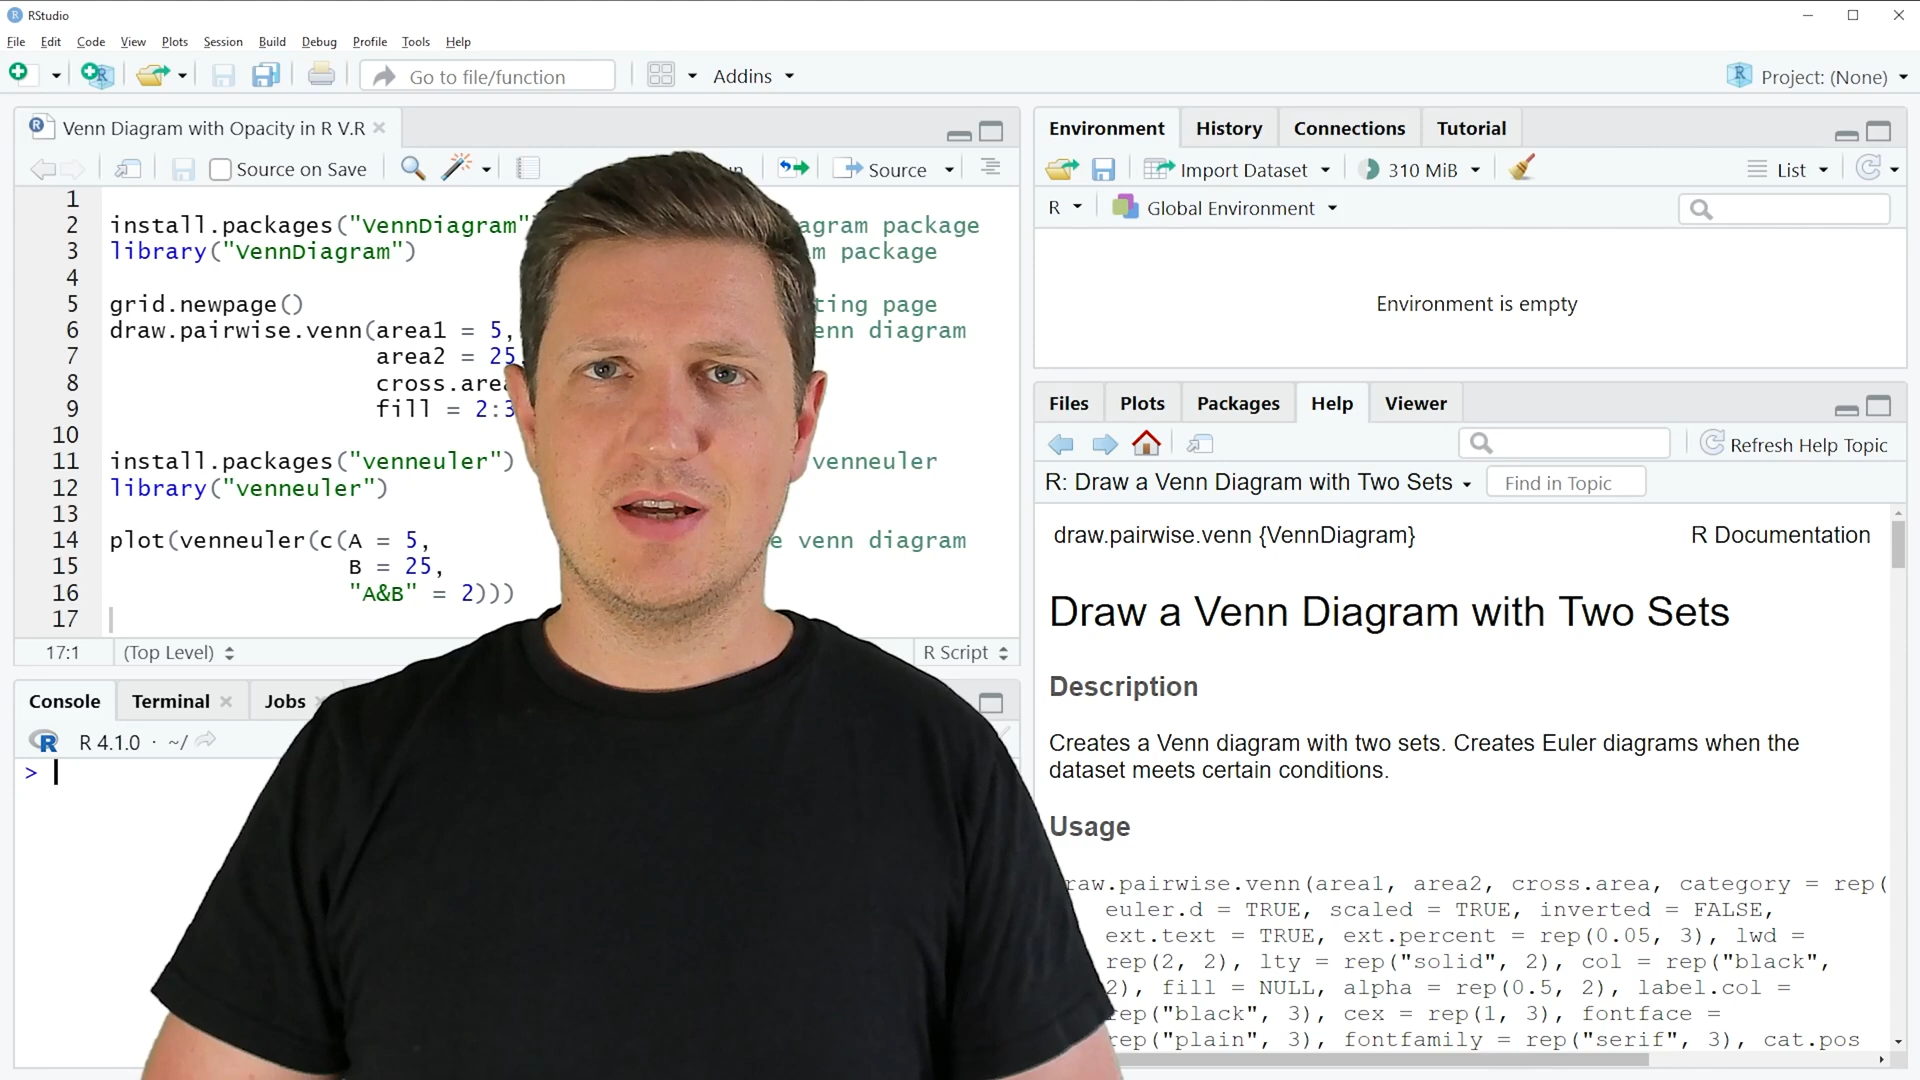 RStudio
File Edit Code View Plots Session Build Debug Profile Tools Help
Go to file/function Addins Project: (None)
Venn Diagram with Opacity in R V.R
Source on Save Source
1
2 install.packages("VennDiagram" package
3 library("VennDiagram") package
4
5 grid.newpage() page
6 draw.pairwise.venn(area1 = 5, diagram
7 area2 = 25
8
9 fill = 2:3
10
11 install.packages("venneuler") venneuler
12 library("venneuler")
13
14 plot(venneuler(c(A = 5, venn diagram
15 B = 25,
16 "A&B" = 2)))
17
17:1 (Top Level) R Script
Console Terminal Jobs
R 4.1.0 · ~/
>
Environment History Connections Tutorial
Import Dataset 310 MiB List
R Global Environment
Environment is empty
Files Plots Packages Help Viewer
Refresh Help Topic
R: Draw a Venn Diagram with Two Sets Find in Topic
draw.pairwise.venn {VennDiagram} R Documentation
Draw a Venn Diagram with Two Sets
Description
Creates a Venn diagram with two sets. Creates Euler diagrams when the
dataset meets certain conditions.
Usage
raw.pairwise.venn(area1, area2, cross.area, category = rep(
euler.d = TRUE, scaled = TRUE, inverted = FALSE,
ext.text = TRUE, ext.percent = rep(0.05, 3), lwd =
rep(2, 2), lty = rep("solid", 2), col = rep("black",
2), fill = NULL, alpha = rep(0.5, 2), label.col =
rep("black", 3), cex = rep(1, 3), fontface =
rep("plain", 3), fontfamily = rep("serif", 3), cat.pos